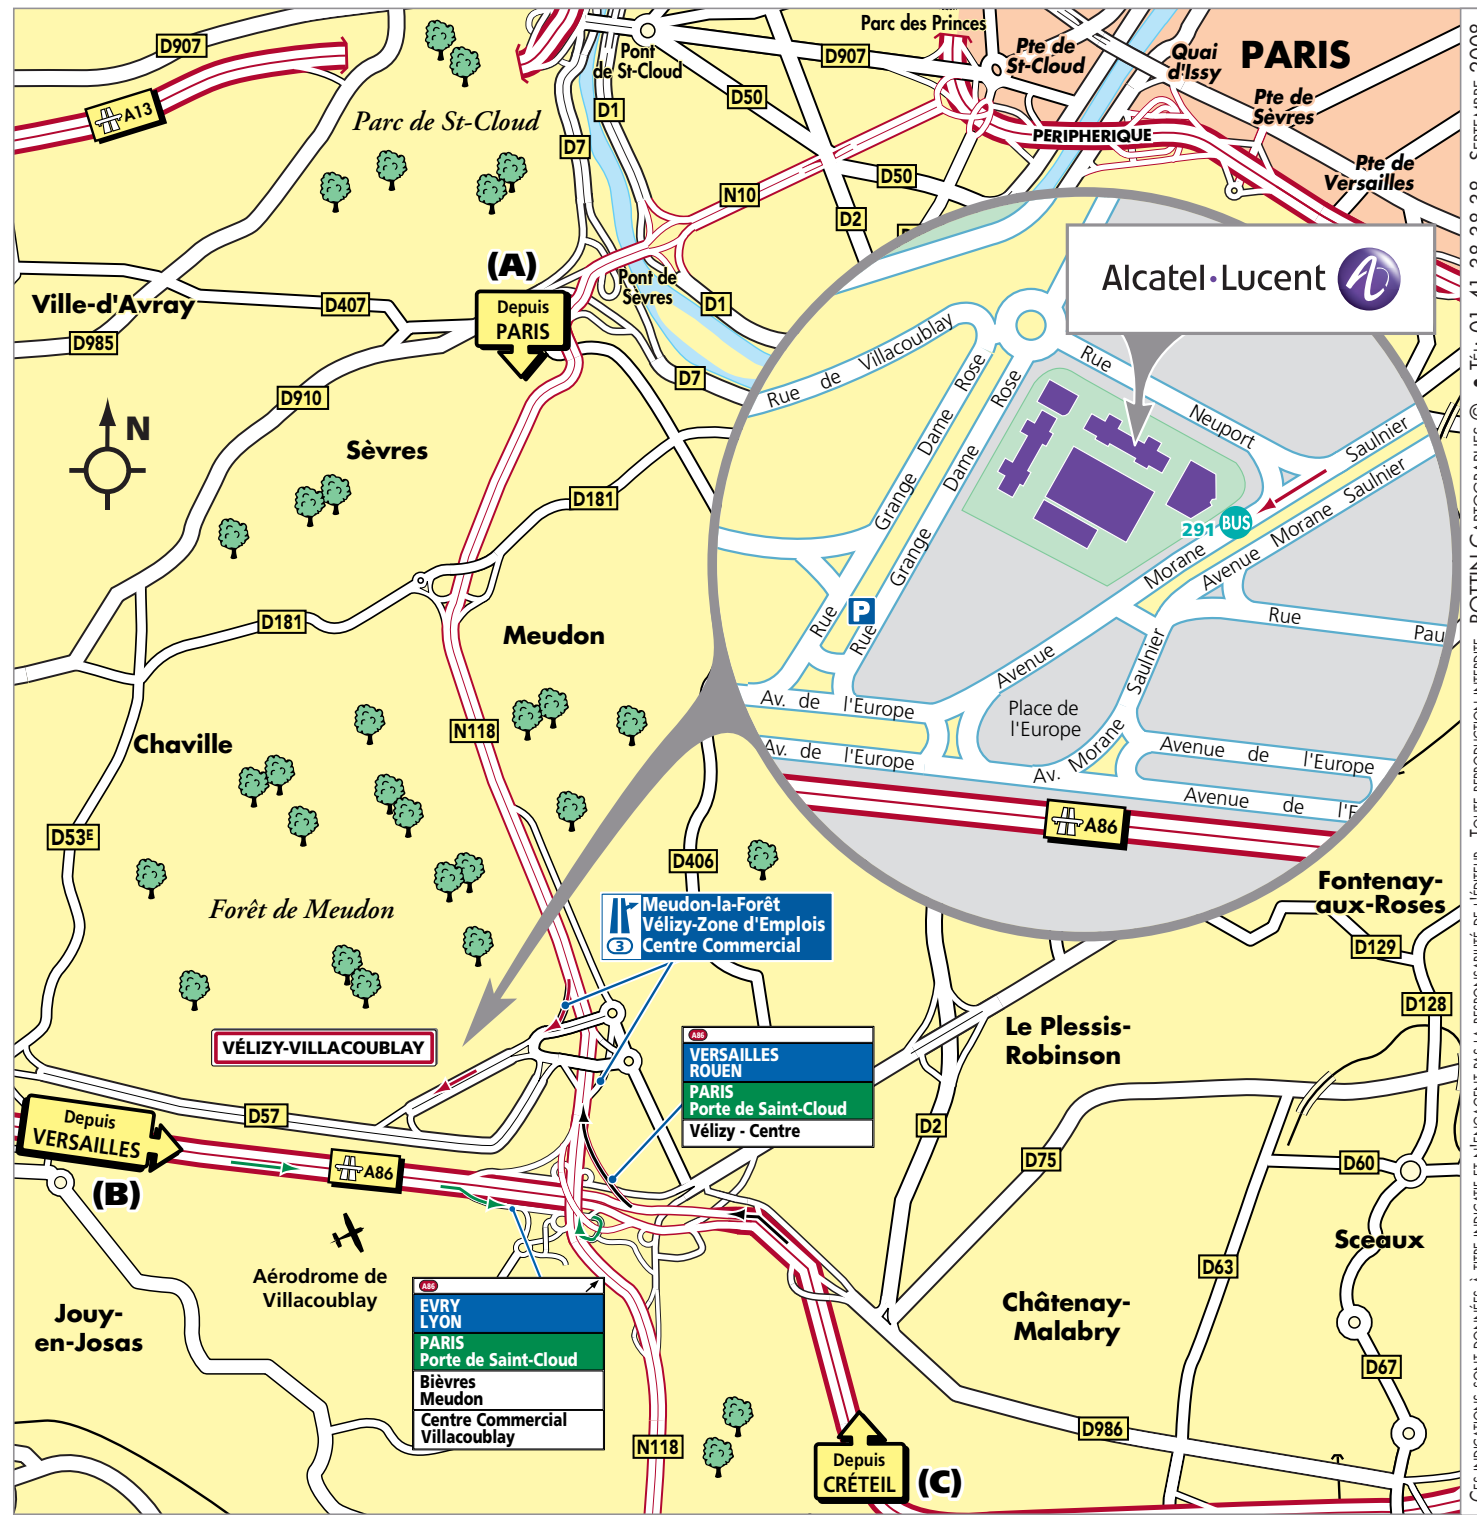 D907
A13
Parc de St-Cloud
Pont
de St-Cloud
D1
D7
D50
D907
Parc des Princes
Pte de
St-Cloud
Quai
d'Issy
PARIS
Pte de
Sèvres
PERIPHERIQUE
Pte de
Versailles
D50
N10
D2
(A)
Depuis
PARIS
Pont de
Sèvres
D1
D7
Ville-d'Avray
D407
D985
D910
N
Sèvres
D181
D181
Meudon
Chaville
N118
D53E
D406
Forêt de Meudon
Alcatel·Lucent
Rue de Villacoublay
Rue Grange Dame Rose
Rue Grange Dame Rose
Rue Neuport
Avenue Morane Saulnier
Avenue Morane Saulnier
291 BUS
P
Rue Pau
Av. de l'Europe
Av. de l'Europe
Place de
l'Europe
Av. Morane Saulnier
Avenue de l'Europe
Avenue de l'E
A86
Meudon-la-Forêt
Vélizy-Zone d'Emplois
3 Centre Commercial
VÉLIZY-VILLACOUBLAY
A86
VERSAILLES
ROUEN
PARIS
Porte de Saint-Cloud
Vélizy - Centre
Depuis
VERSAILLES
(B)
D57
A86
Aérodrome de
Villacoublay
Jouy-
en-Josas
A86
EVRY
LYON
PARIS
Porte de Saint-Cloud
Bièvres
Meudon
Centre Commercial
Villacoublay
N118
Depuis
CRÉTEIL
(C)
Fontenay-
aux-Roses
D129
D128
Le Plessis-
Robinson
D2
D75
D60
D63
Sceaux
Châtenay-
Malabry
D67
D986